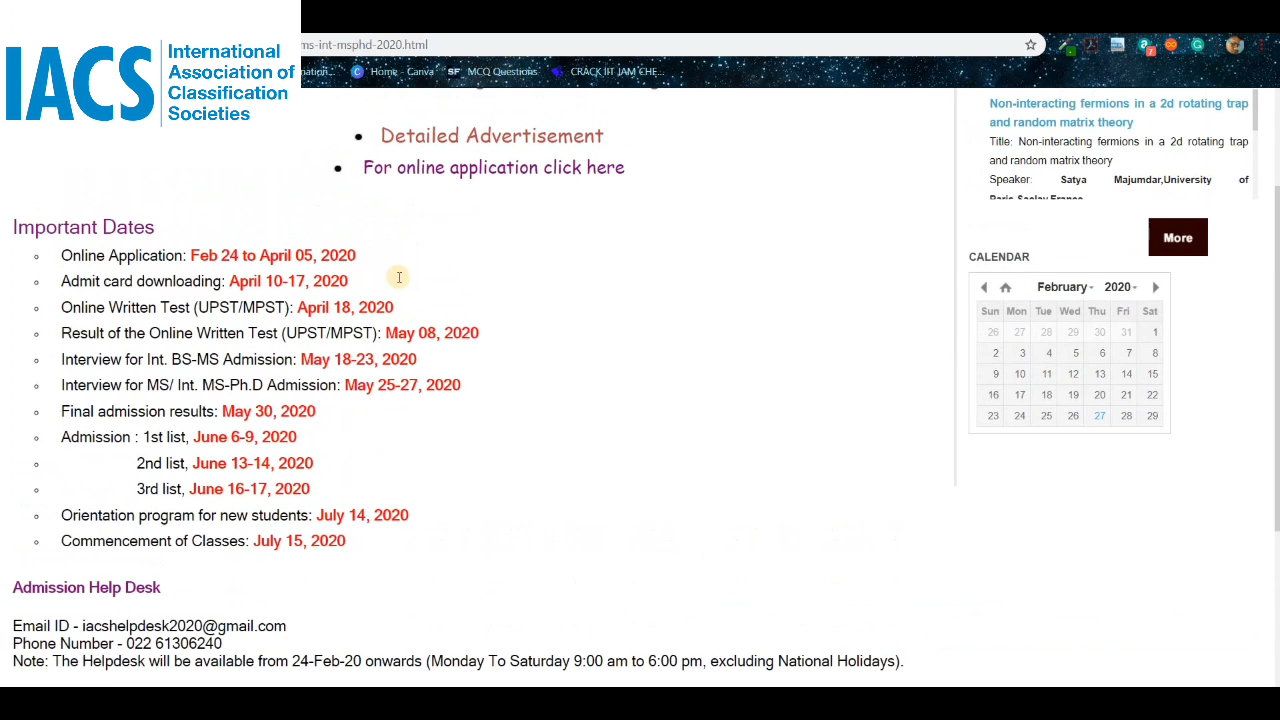 IACS
International
Association of
Classification
Societies
ms-int-msphd-2020.html
Home - Canva
SF MCQ Questions
CRACK IIT JAM CHE...
Detailed Advertisement
For online application click here
Important Dates
Online Application: Feb 24 to April 05, 2020
Admit card downloading: April 10-17, 2020
Online Written Test (UPST/MPST): April 18, 2020
Result of the Online Written Test (UPST/MPST): May 08, 2020
Interview for Int. BS-MS Admission: May 18-23, 2020
Interview for MS/ Int. MS-Ph.D Admission: May 25-27, 2020
Final admission results: May 30, 2020
Admission : 1st list, June 6-9, 2020
2nd list, June 13-14, 2020
3rd list, June 16-17, 2020
Orientation program for new students: July 14, 2020
Commencement of Classes: July 15, 2020
Admission Help Desk
Email ID - iacshelpdesk2020@gmail.com
Phone Number - 022 61306240
Note: The Helpdesk will be available from 24-Feb-20 onwards (Monday To Saturday 9:00 am to 6:00 pm, excluding National Holidays).
Non-interacting fermions in a 2d rotating trap
and random matrix theory
Title: Non-interacting fermions in a 2d rotating trap
and random matrix theory
Speaker: Satya Majumdar,University of
Paris-Saclay,France
More
CALENDAR
February 2020
Sun Mon Tue Wed Thu Fri Sat
26 27 28 29 30 31 1
2 3 4 5 6 7 8
9 10 11 12 13 14 15
16 17 18 19 20 21 22
23 24 25 26 27 28 29